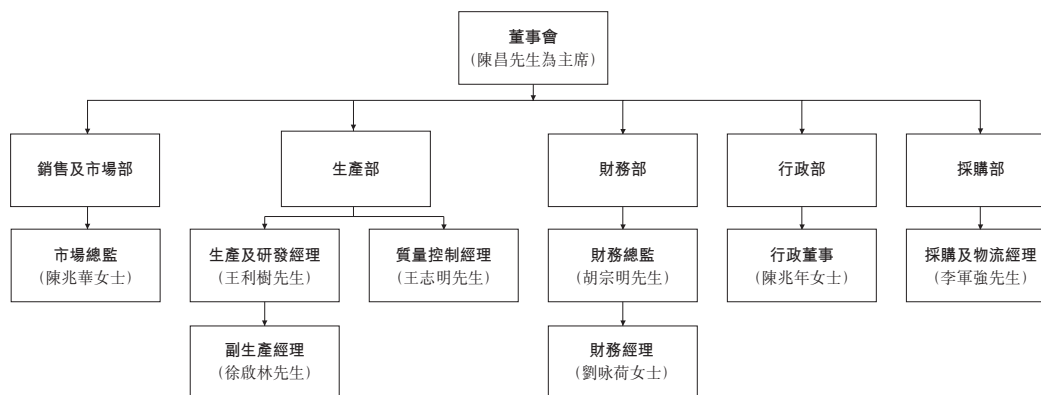 董事會
(陳昌先生為主席)
銷售及市場部
生產部
財務部
行政部
採購部
市場總監
(陳兆華女士)
生產及研發經理
(王利樹先生)
質量控制經理
(王志明先生)
財務總監
(胡宗明先生)
行政董事
(陳兆年女士)
採購及物流經理
(李軍強先生)
副生產經理
(徐啟林先生)
財務經理
(劉咏荷女士)